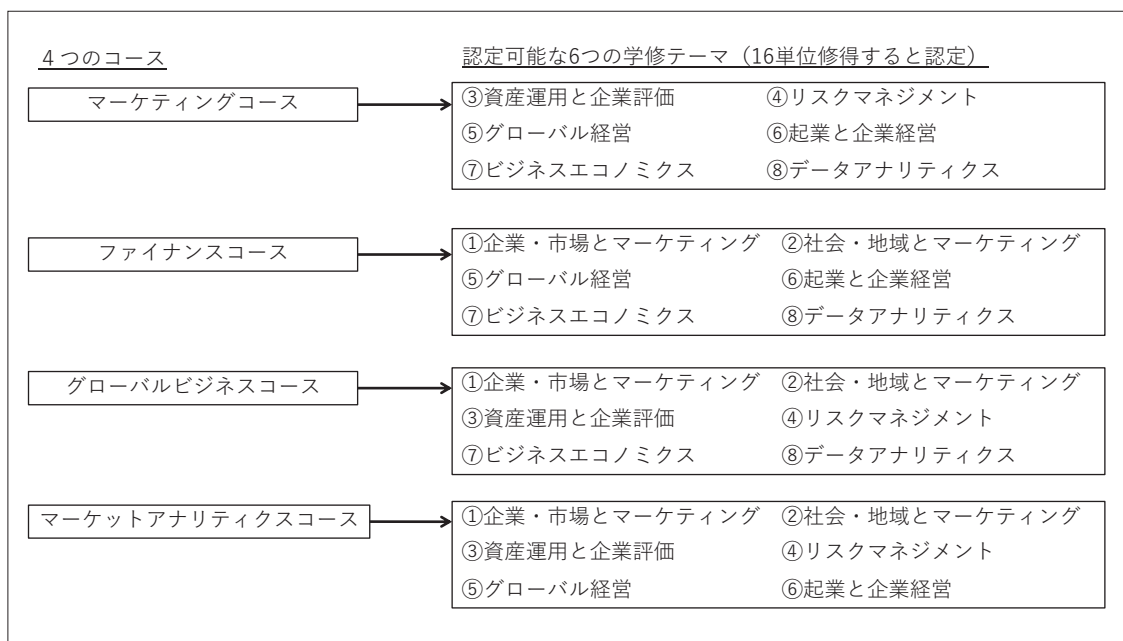 4つのコース
認定可能な6つの学修テーマ（16単位修得すると認定）
マーケティングコース
③資産運用と企業評価 ④リスクマネジメント
⑤グローバル経営 ⑥起業と企業経営
⑦ビジネスエコノミクス ⑧データアナリティクス
ファイナンスコース
①企業・市場とマーケティング ②社会・地域とマーケティング
⑤グローバル経営 ⑥起業と企業経営
⑦ビジネスエコノミクス ⑧データアナリティクス
グローバルビジネスコース
①企業・市場とマーケティング ②社会・地域とマーケティング
③資産運用と企業評価 ④リスクマネジメント
⑦ビジネスエコノミクス ⑧データアナリティクス
マーケットアナリティクスコース
①企業・市場とマーケティング ②社会・地域とマーケティング
③資産運用と企業評価 ④リスクマネジメント
⑤グローバル経営 ⑥起業と企業経営